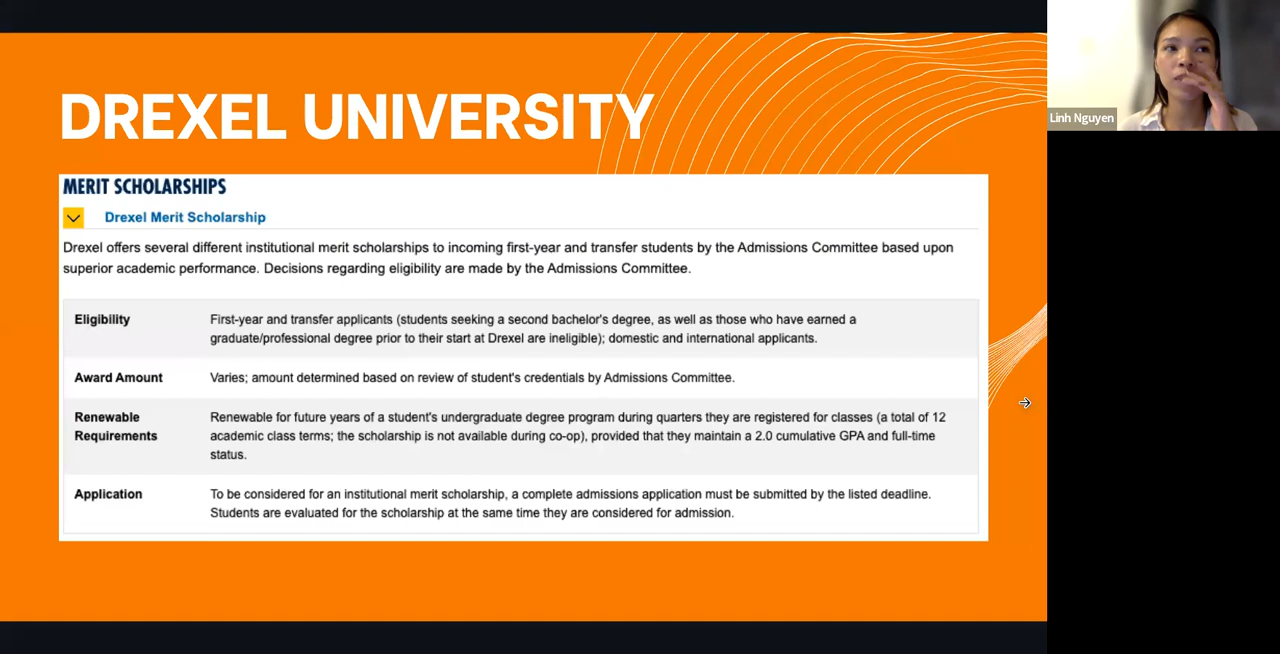 DREXEL UNIVERSITY
Linh Nguyen
MERIT SCHOLARSHIPS
Drexel Merit Scholarship
Drexel offers several different institutional merit scholarships to incoming first-year and transfer students by the Admissions Committee based upon
superior academic performance. Decisions regarding eligibility are made by the Admissions Committee.
Eligibility
First-year and transfer applicants (students seeking a second bachelor's degree, as well as those who have earned a
graduate/professional degree prior to their start at Drexel are ineligible); domestic and international applicants.
Award Amount
Varies; amount determined based on review of student's credentials by Admissions Committee.
Renewable
Requirements
Renewable for future years of a student's undergraduate degree program during quarters they are registered for classes (a total of 12
academic class terms; the scholarship is not available during co-op), provided that they maintain a 2.0 cumulative GPA and full-time
status.
Application
To be considered for an institutional merit scholarship, a complete admissions application must be submitted by the listed deadline.
Students are evaluated for the scholarship at the same time they are considered for admission.